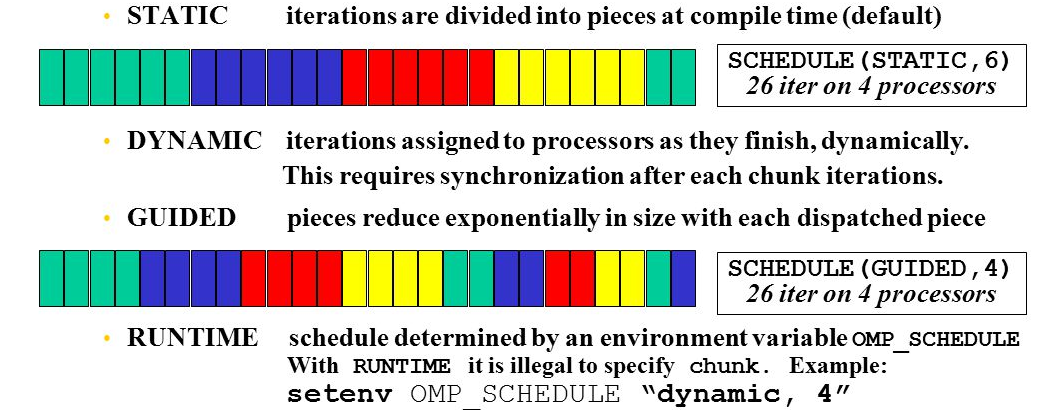 • STATIC iterations are divided into pieces at compile time (default)
SCHEDULE(STATIC,6)
26 iter on 4 processors
• DYNAMIC iterations assigned to processors as they finish, dynamically.
This requires synchronization after each chunk iterations.
• GUIDED pieces reduce exponentially in size with each dispatched piece
SCHEDULE(GUIDED,4)
26 iter on 4 processors
• RUNTIME schedule determined by an environment variable OMP_SCHEDULE
With RUNTIME it is illegal to specify chunk. Example:
setenv OMP_SCHEDULE “dynamic, 4”